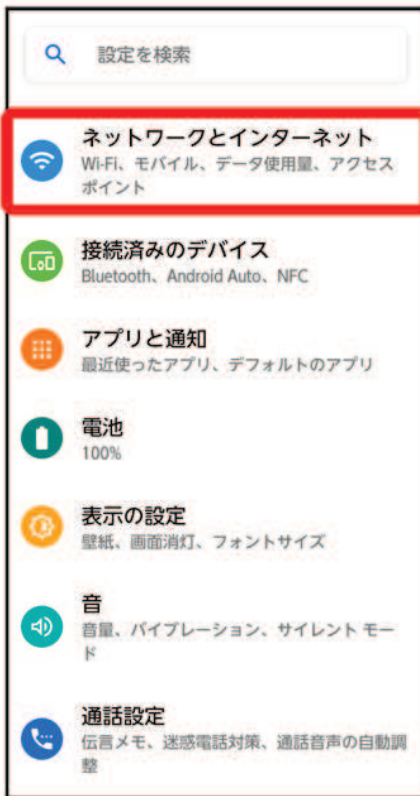 設定を検索
ネットワークとインターネット
Wi-Fi、モバイル、データ使用量、アクセス
ポイント
接続済みのデバイス
Bluetooth、Android Auto、NFC
アプリと通知
最近使ったアプリ、デフォルトのアプリ
電池
100%
表示の設定
壁紙、画面消灯、フォントサイズ
音
音量、バイブレーション、サイレント モー
ド
通話設定
伝言メモ、迷惑電話対策、通話音声の自動調
整